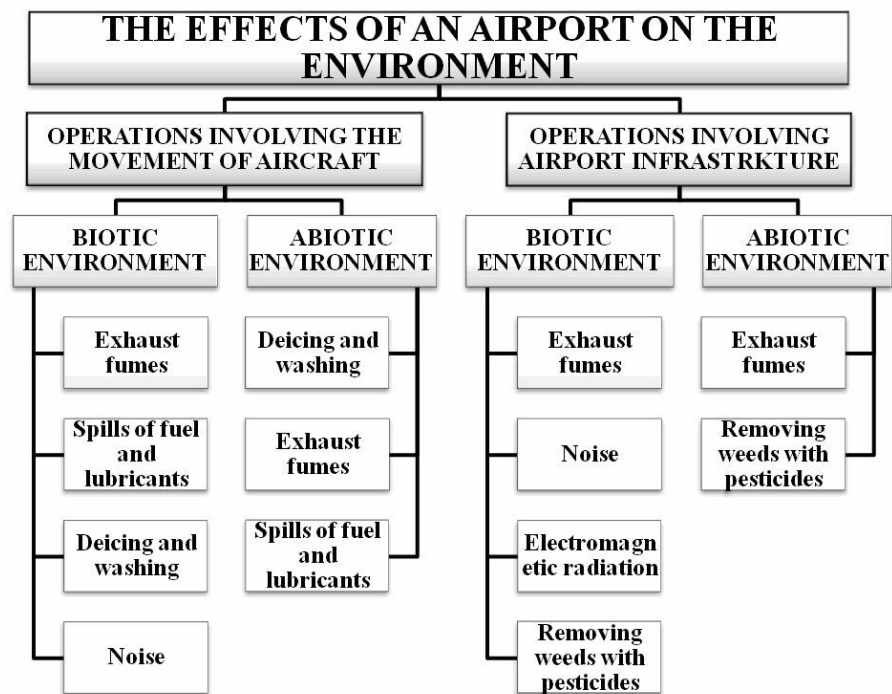 THE EFFECTS OF AN AIRPORT ON THE
ENVIRONMENT
OPERATIONS INVOLVING THE
MOVEMENT OF AIRCRAFT
OPERATIONS INVOLVING
AIRPORT INFRASTRKTURE
BIOTIC
ENVIRONMENT
ABIOTIC
ENVIRONMENT
BIOTIC
ENVIRONMENT
ABIOTIC
ENVIRONMENT
Exhaust
fumes
Spills of fuel
and
lubricants
Deicing and
washing
Noise
Deicing and
washing
Exhaust
fumes
Spills of fuel
and
lubricants
Exhaust
fumes
Noise
Electromagn
etic radiation
Removing
weeds with
pesticides
Exhaust
fumes
Removing
weeds with
pesticides